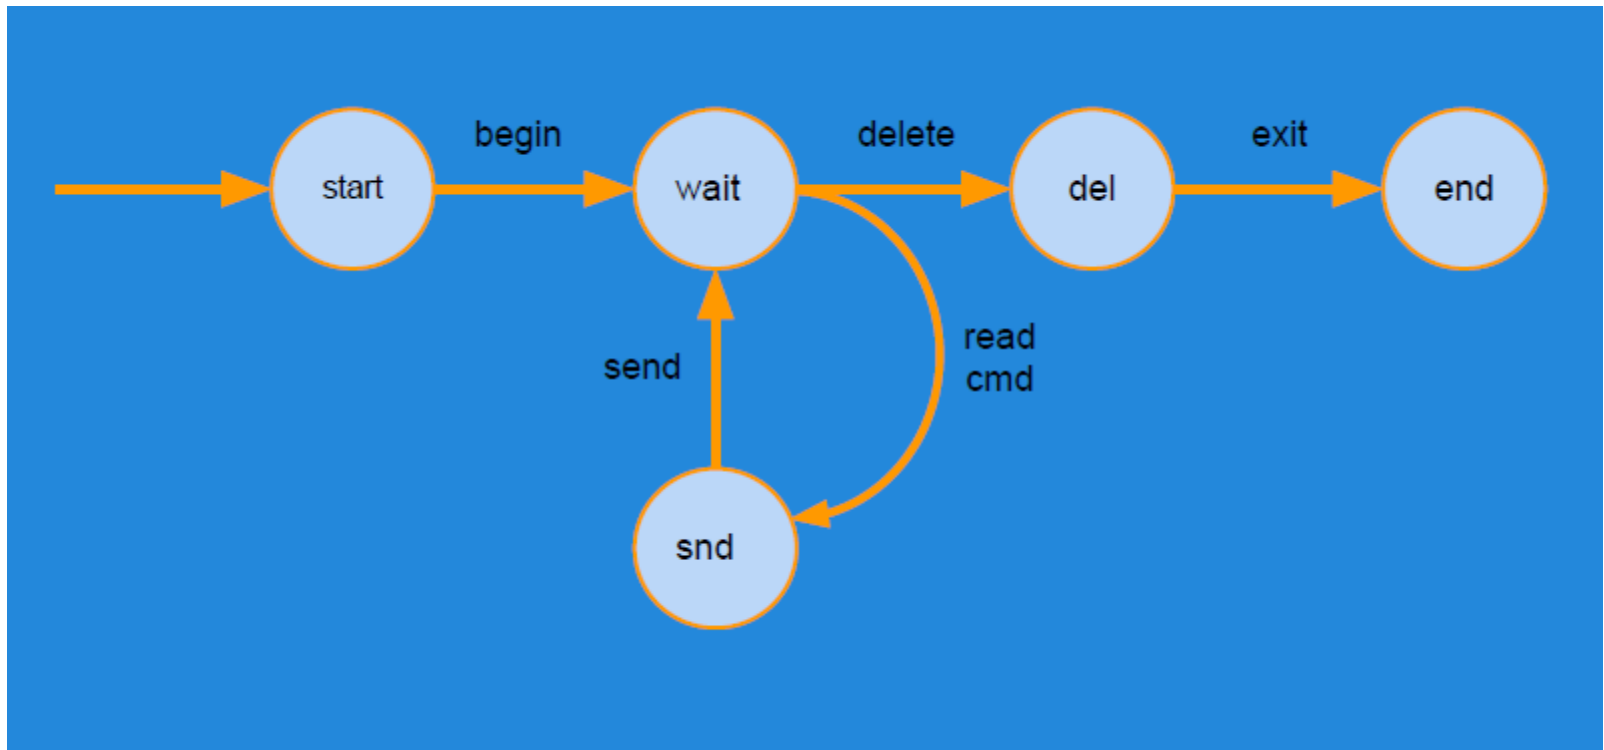 begin
delete
exit
start
wait
del
end
send
read
cmd
snd